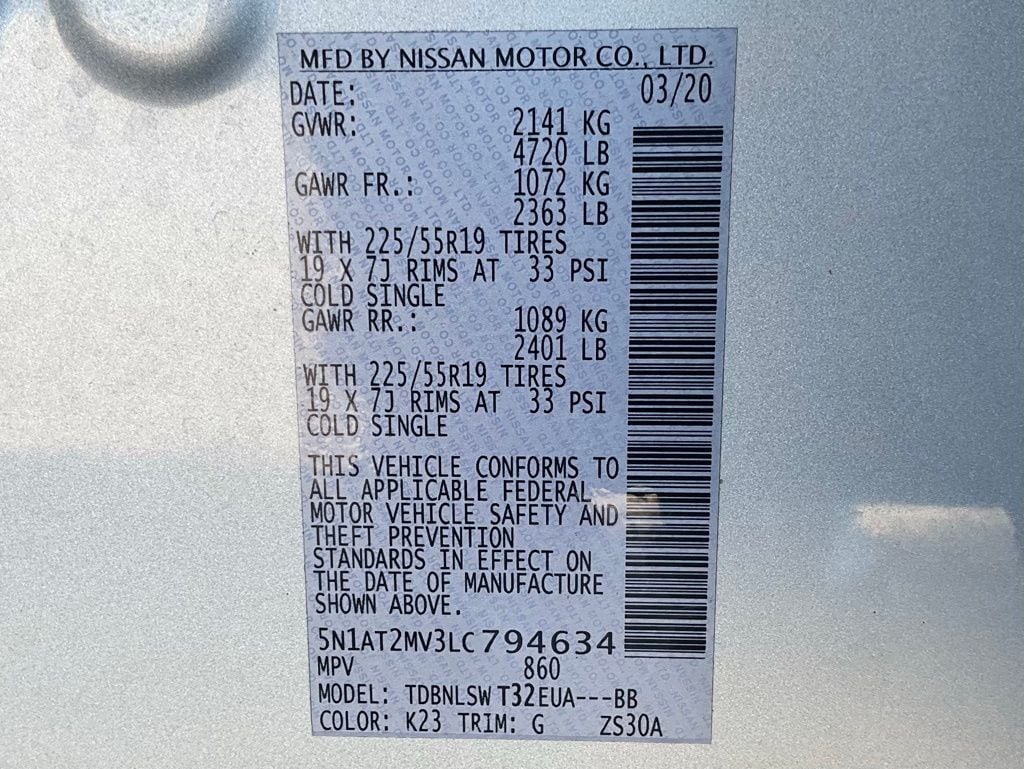 MFD BY NISSAN MOTOR CO., LTD.
DATE: 03/20
GVWR: 2141 KG
4720 LB
GAWR FR.: 1072 KG
2363 LB
WITH 225/55R19 TIRES
19 X 7J RIMS AT 33 PSI
COLD SINGLE
GAWR RR.: 1089 KG
2401 LB
WITH 225/55R19 TIRES
19 X 7J RIMS AT 33 PSI
COLD SINGLE
THIS VEHICLE CONFORMS TO
ALL APPLICABLE FEDERAL
MOTOR VEHICLE SAFETY AND
THEFT PREVENTION
STANDARDS IN EFFECT ON
THE DATE OF MANUFACTURE
SHOWN ABOVE.
5N1AT2MV3LC794634
MPV 860
MODEL: TDBNLSW T32EUA---BB
COLOR: K23 TRIM: G ZS30A